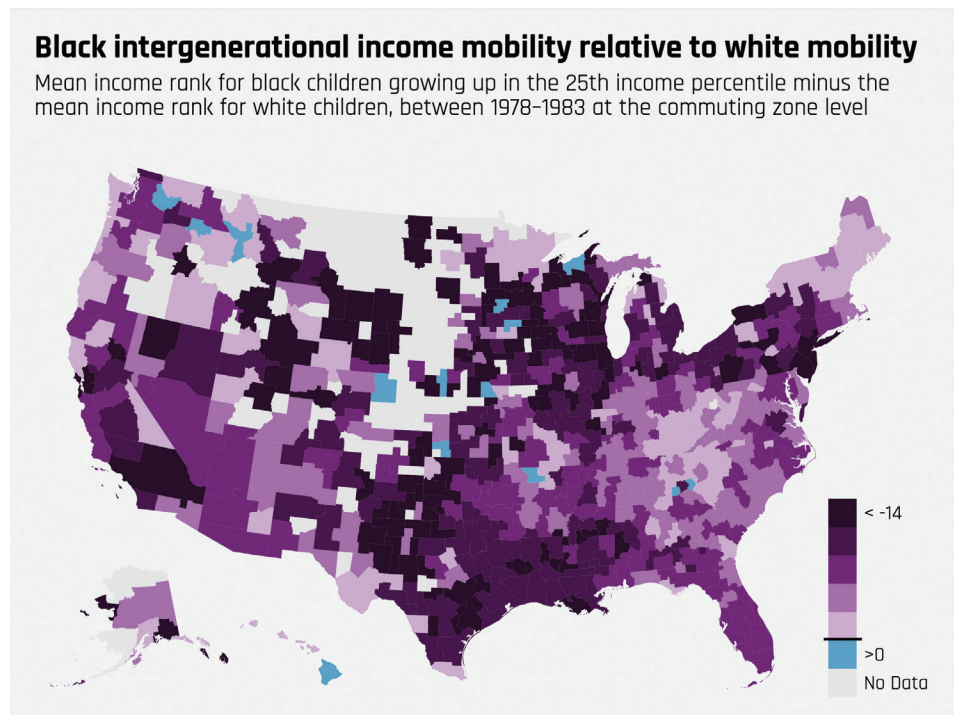 Black intergenerational income mobility relative to white mobility
Mean income rank for black children growing up in the 25th income percentile minus the
mean income rank for white children, between 1978–1983 at the commuting zone level
< -14
>0
No Data